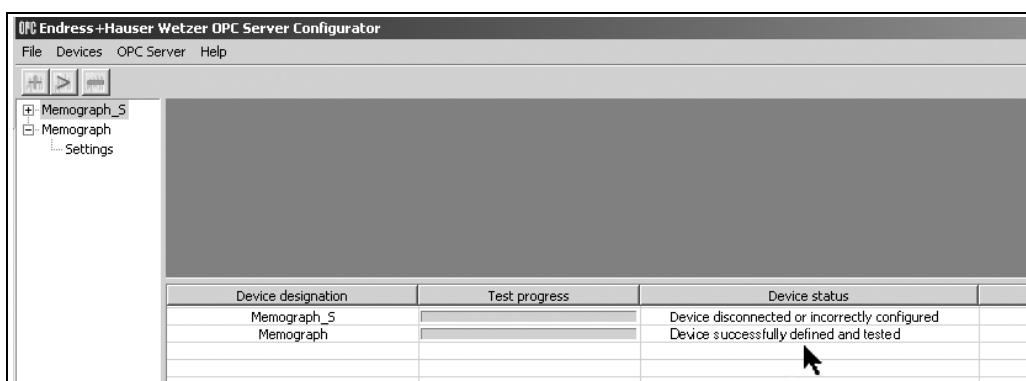 OPC Endress+Hauser Wetzer OPC Server Configurator
File Devices OPC Server Help
Memograph_S
Memograph
Settings
Device designation Test progress Device status
Memograph_S Device disconnected or incorrectly configured
Memograph Device successfully defined and tested